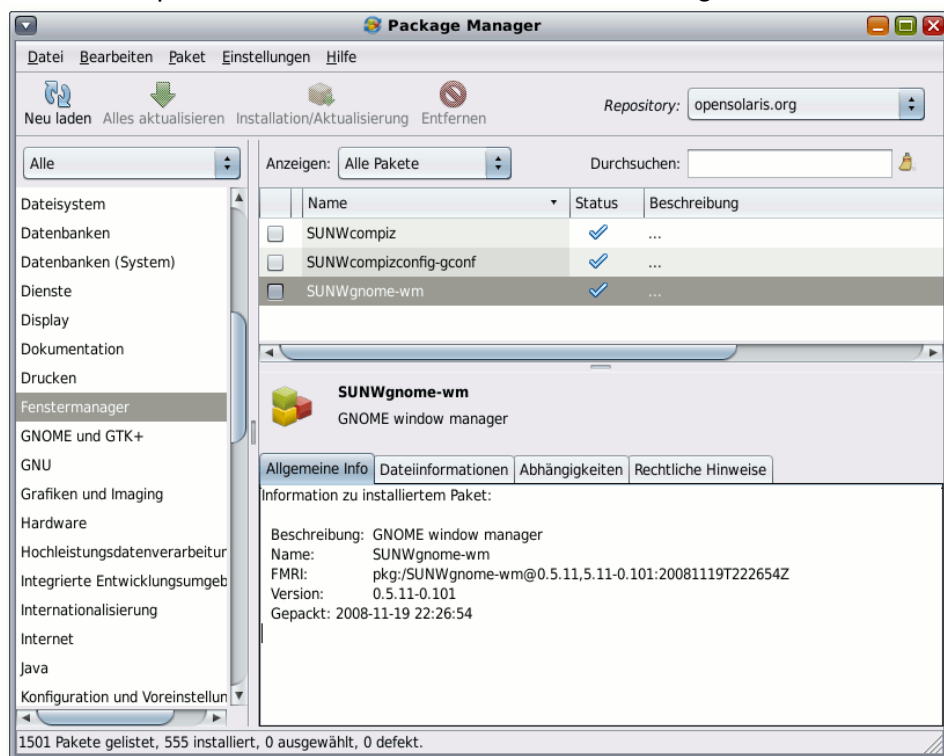 Package Manager
Datei Bearbeiten Paket Einstellungen Hilfe
Neu laden Alles aktualisieren Installation/Aktualisierung Entfernen Repository: opensolaris.org
Alle Anzeigen: Alle Pakete Durchsuchen:
Dateisystem
Datenbanken
Datenbanken (System)
Dienste
Display
Dokumentation
Drucken
Fenstermanager
GNOME und GTK+
GNU
Grafiken und Imaging
Hardware
Hochleistungsdatenverarbeitur
Integrierte Entwicklungsumgeb
Internationalisierung
Internet
Java
Konfiguration und Voreinstellun
Name Status Beschreibung
SUNWcompiz ...
SUNWcompizconfig-gconf ...
SUNWgnome-wm ...
SUNWgnome-wm
GNOME window manager
Allgemeine Info Dateiinformationen Abhängigkeiten Rechtliche Hinweise
Information zu installiertem Paket:
Beschreibung: GNOME window manager
Name: SUNWgnome-wm
FMRI: pkg:/SUNWgnome-wm@0.5.11,5.11-0.101:20081119T222654Z
Version: 0.5.11-0.101
Gepackt: 2008-11-19 22:26:54
1501 Pakete gelistet, 555 installiert, 0 ausgewählt, 0 defekt.